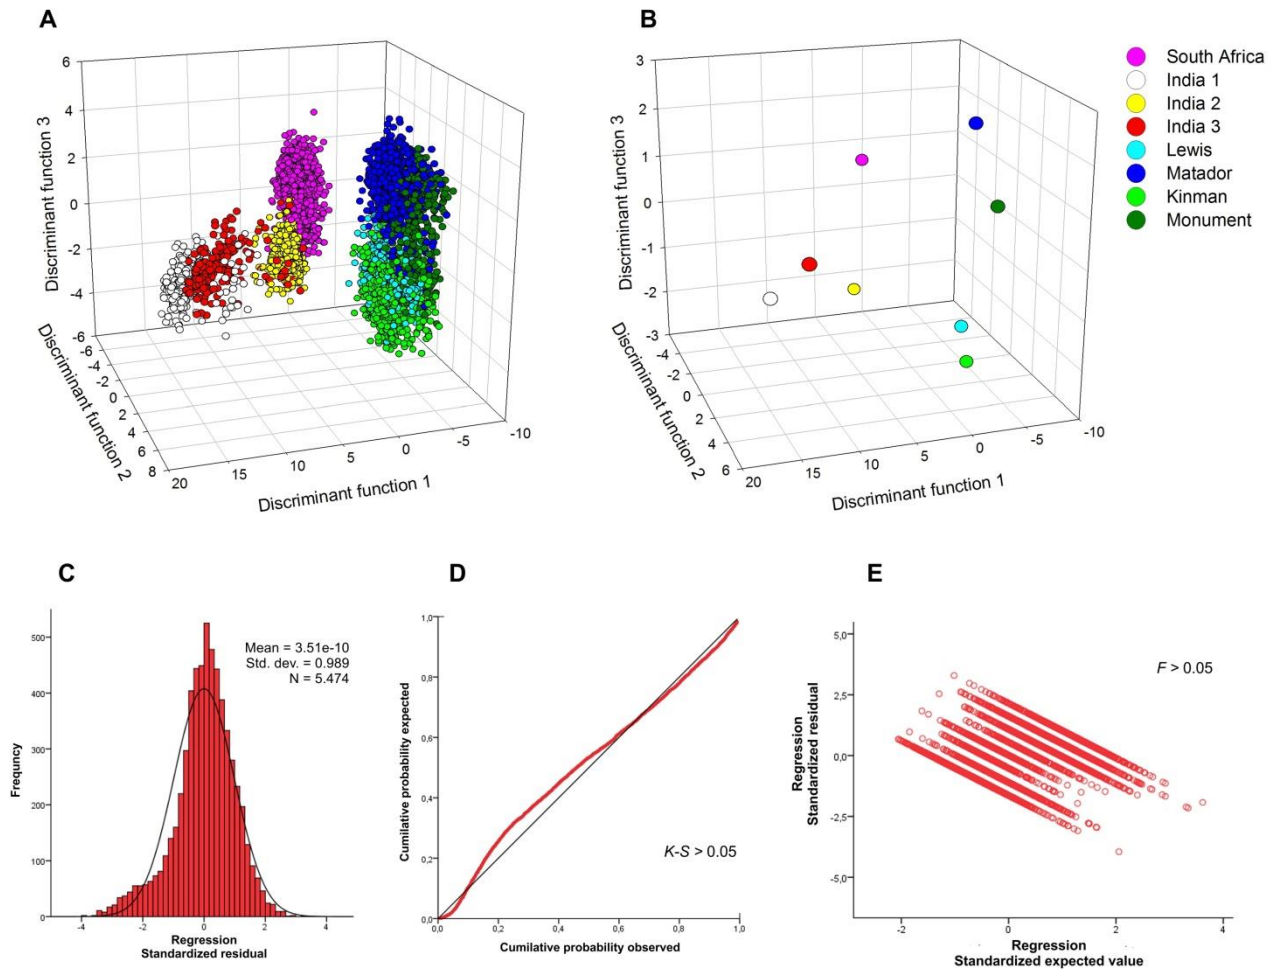 A
6
4
2
0
-2
-4
-6
Discriminant function 3
-6
-4
-2
0
2
4
6
8
Discriminant function 2
20
15
10
5
0
-5
-10
Discriminant function 1
B
3
2
1
0
-1
-2
-3
Discriminant function 3
-4
-2
0
2
4
6
Discriminant function 2
20
15
10
5
0
-5
-10
Discriminant function 1
South Africa
India 1
India 2
India 3
Lewis
Matador
Kinman
Monument
C
500
400
300
200
100
0
Frequncy
Mean = 3.51e-10
Std. dev. = 0.989
N = 5.474
-4
-2
0
2
4
Regression
Standardized residual
D
1,0
0,8
0,6
0,4
0,2
0,0
Cumilative probability expected
K-S > 0.05
0,0
0,2
0,4
0,6
0,8
1,0
Cumilative probability observed
E
5,0
2,5
0,0
-2,5
-5,0
Regression
Standardized residual
F > 0.05
-2
0
2
4
Regression
Standardized expected value